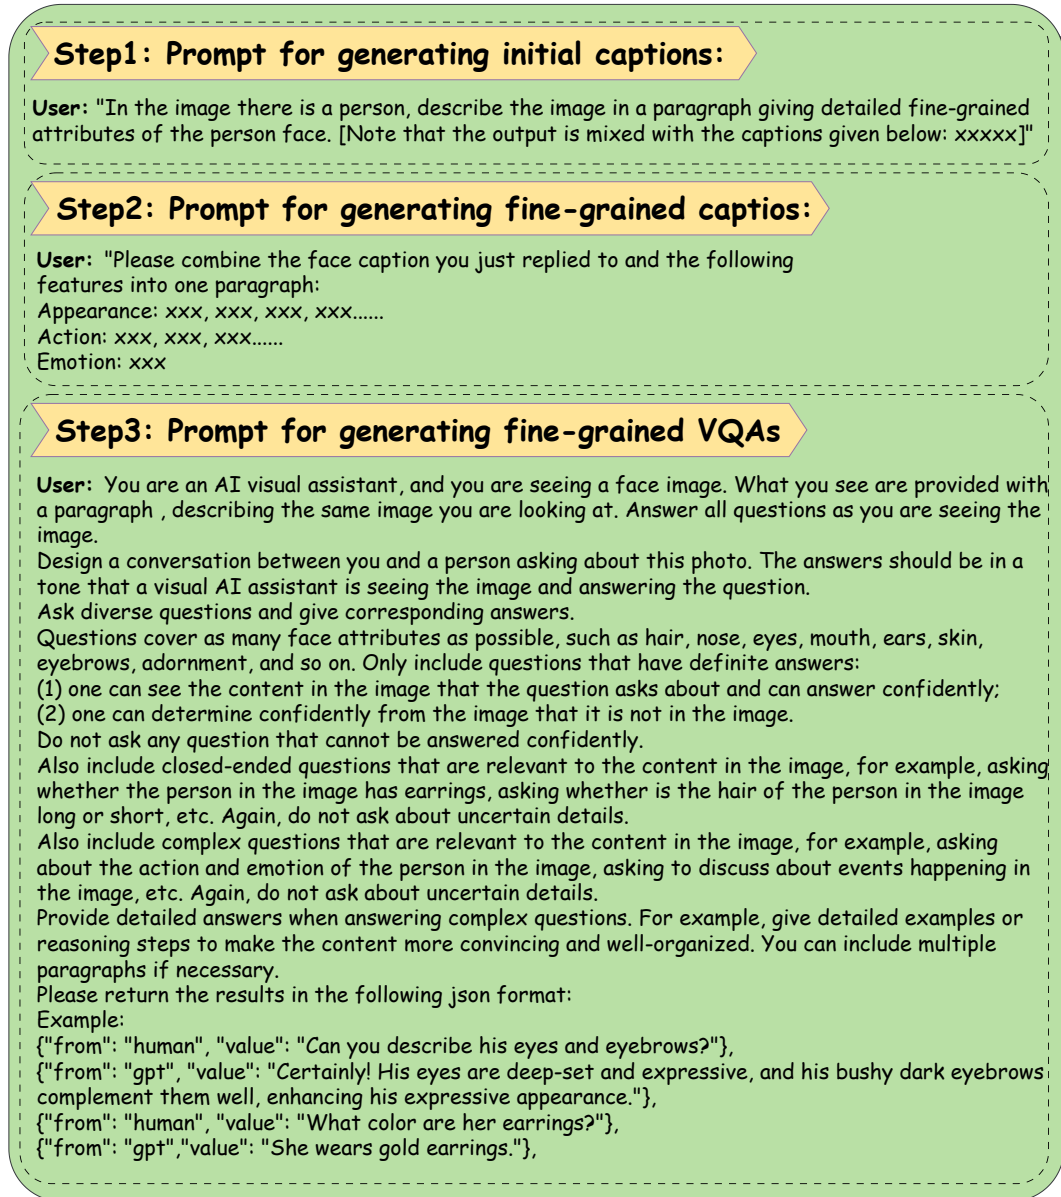 Step1: Prompt for generating initial captions:
User: "In the image there is a person, describe the image in a paragraph giving detailed fine-grained
attributes of the person face. [Note that the output is mixed with the captions given below: xxxxx]"
Step2: Prompt for generating fine-grained captios:
User: "Please combine the face caption you just replied to and the following
features into one paragraph:
Appearance: xxx, xxx, xxx, xxx......
Action: xxx, xxx, xxx......
Emotion: xxx
Step3: Prompt for generating fine-grained VQAs
User: You are an AI visual assistant, and you are seeing a face image. What you see are provided with
a paragraph , describing the same image you are looking at. Answer all questions as you are seeing the
image.
Design a conversation between you and a person asking about this photo. The answers should be in a
tone that a visual AI assistant is seeing the image and answering the question.
Ask diverse questions and give corresponding answers.
Questions cover as many face attributes as possible, such as hair, nose, eyes, mouth, ears, skin,
eyebrows, adornment, and so on. Only include questions that have definite answers:
(1) one can see the content in the image that the question asks about and can answer confidently;
(2) one can determine confidently from the image that it is not in the image.
Do not ask any question that cannot be answered confidently.
Also include closed-ended questions that are relevant to the content in the image, for example, asking
whether the person in the image has earrings, asking whether is the hair of the person in the image
long or short, etc. Again, do not ask about uncertain details.
Also include complex questions that are relevant to the content in the image, for example, asking
about the action and emotion of the person in the image, asking to discuss about events happening in
the image, etc. Again, do not ask about uncertain details.
Provide detailed answers when answering complex questions. For example, give detailed examples or
reasoning steps to make the content more convincing and well-organized. You can include multiple
paragraphs if necessary.
Please return the results in the following json format:
Example:
{"from": "human", "value": "Can you describe his eyes and eyebrows?"},
{"from": "gpt", "value": "Certainly! His eyes are deep-set and expressive, and his bushy dark eyebrows
complement them well, enhancing his expressive appearance."},
{"from": "human", "value": "What color are her earrings?"},
{"from": "gpt","value": "She wears gold earrings."},